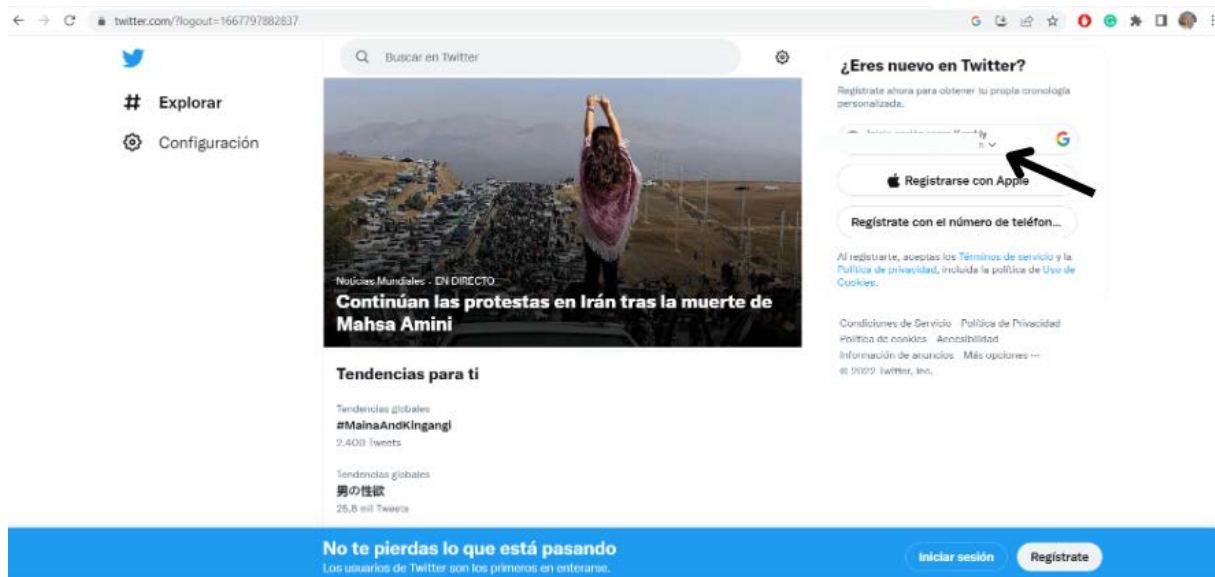 twitter.com/?logout=1667797882837
Buscar en Twitter
# Explorar
Configuración
Noticias Mundiales · EN DIRECTO
Continúan las protestas en Irán tras la muerte de
Mahsa Amini
Tendencias para ti
Tendencias globales
#MainaAndKingangi
2.400 Tweets
Tendencias globales
男の性欲
25,8 mil Tweets
¿Eres nuevo en Twitter?
Regístrate ahora para obtener tu propia cronología
personalizada.
Registrarse con Apple
Regístrate con el número de teléfon...
Al registrarte, aceptas los Términos de servicio y la
Política de privacidad, incluida la política de Uso de
Cookies.
Condiciones de Servicio Política de Privacidad
Política de cookies Accesibilidad
Información de anuncios Más opciones ···
© 2022 Twitter, Inc.
No te pierdas lo que está pasando
Los usuarios de Twitter son los primeros en enterarse.
Iniciar sesión
Regístrate